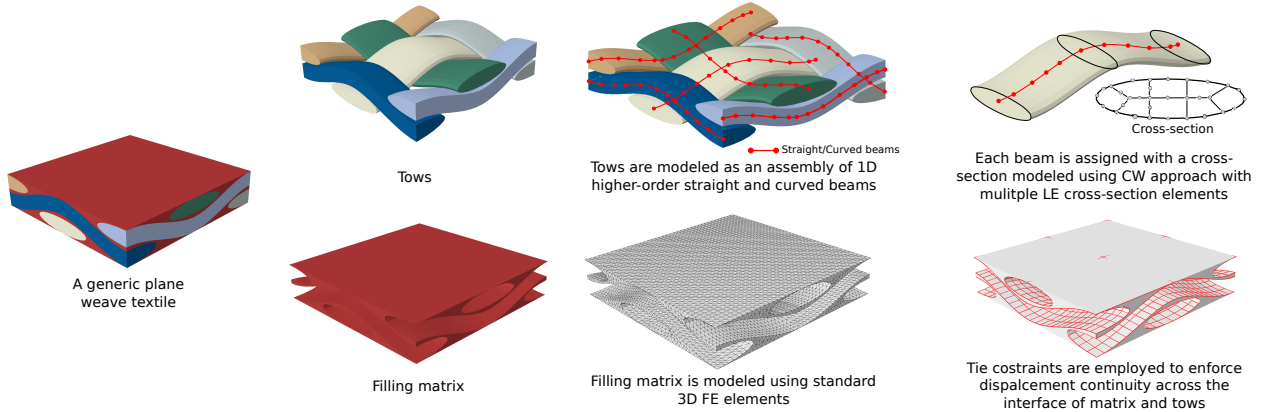 A generic plane
weave textile
Tows
Straight/Curved beams
Tows are modeled as an assembly of 1D
higher-order straight and curved beams
Cross-section
Each beam is assigned with a cross-
section modeled using CW approach with
mulitple LE cross-section elements
Filling matrix
Filling matrix is modeled using standard
3D FE elements
Tie costraints are employed to enforce
dispalcement continuity across the
interface of matrix and tows